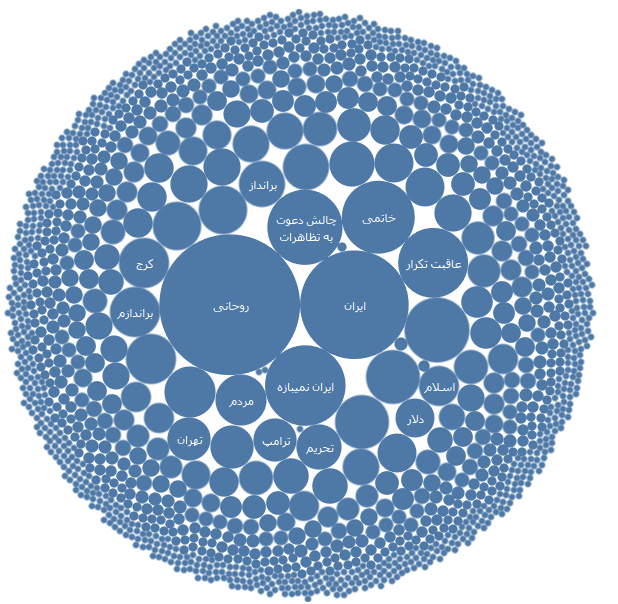 برانداز
چالش دعوت
به تظاهرات
خاتمی
کرج
عاقبت تکرار
روحانی
ایران
براندازم
ایران نمیبازه
اسلام
مردم
دلار
تهران
ترامپ
تحریم